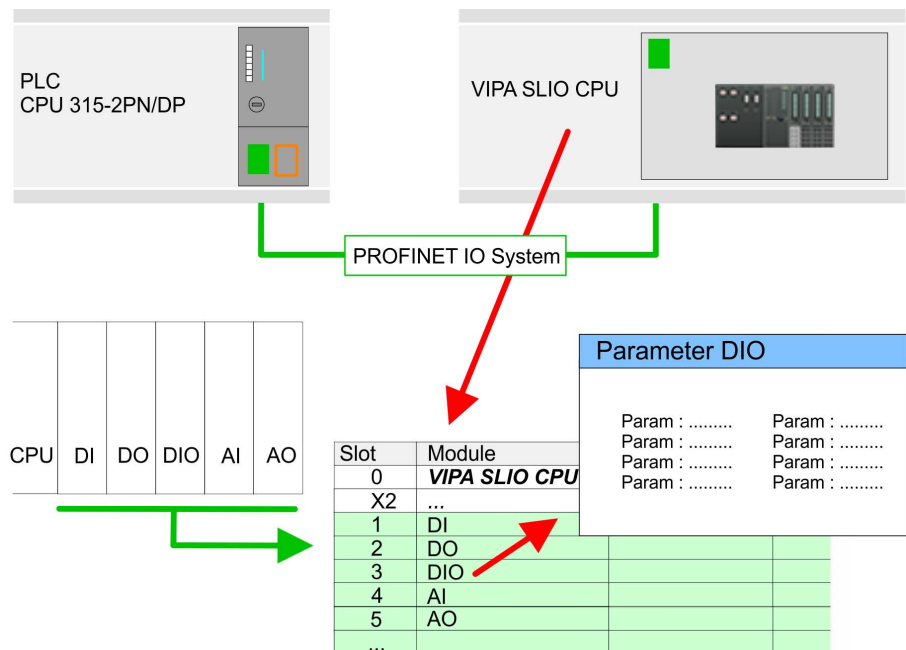 PLC
CPU 315-2PN/DP
VIPA SLIO CPU
PROFINET IO System
CPU DI DO DIO AI AO
Parameter DIO
Param : ......... Param : .........
Param : ......... Param : .........
Param : ......... Param : .........
Param : ......... Param : .........
Slot Module
0 VIPA SLIO CPU
X2 ...
1 DI
2 DO
3 DIO
4 AI
5 AO
...